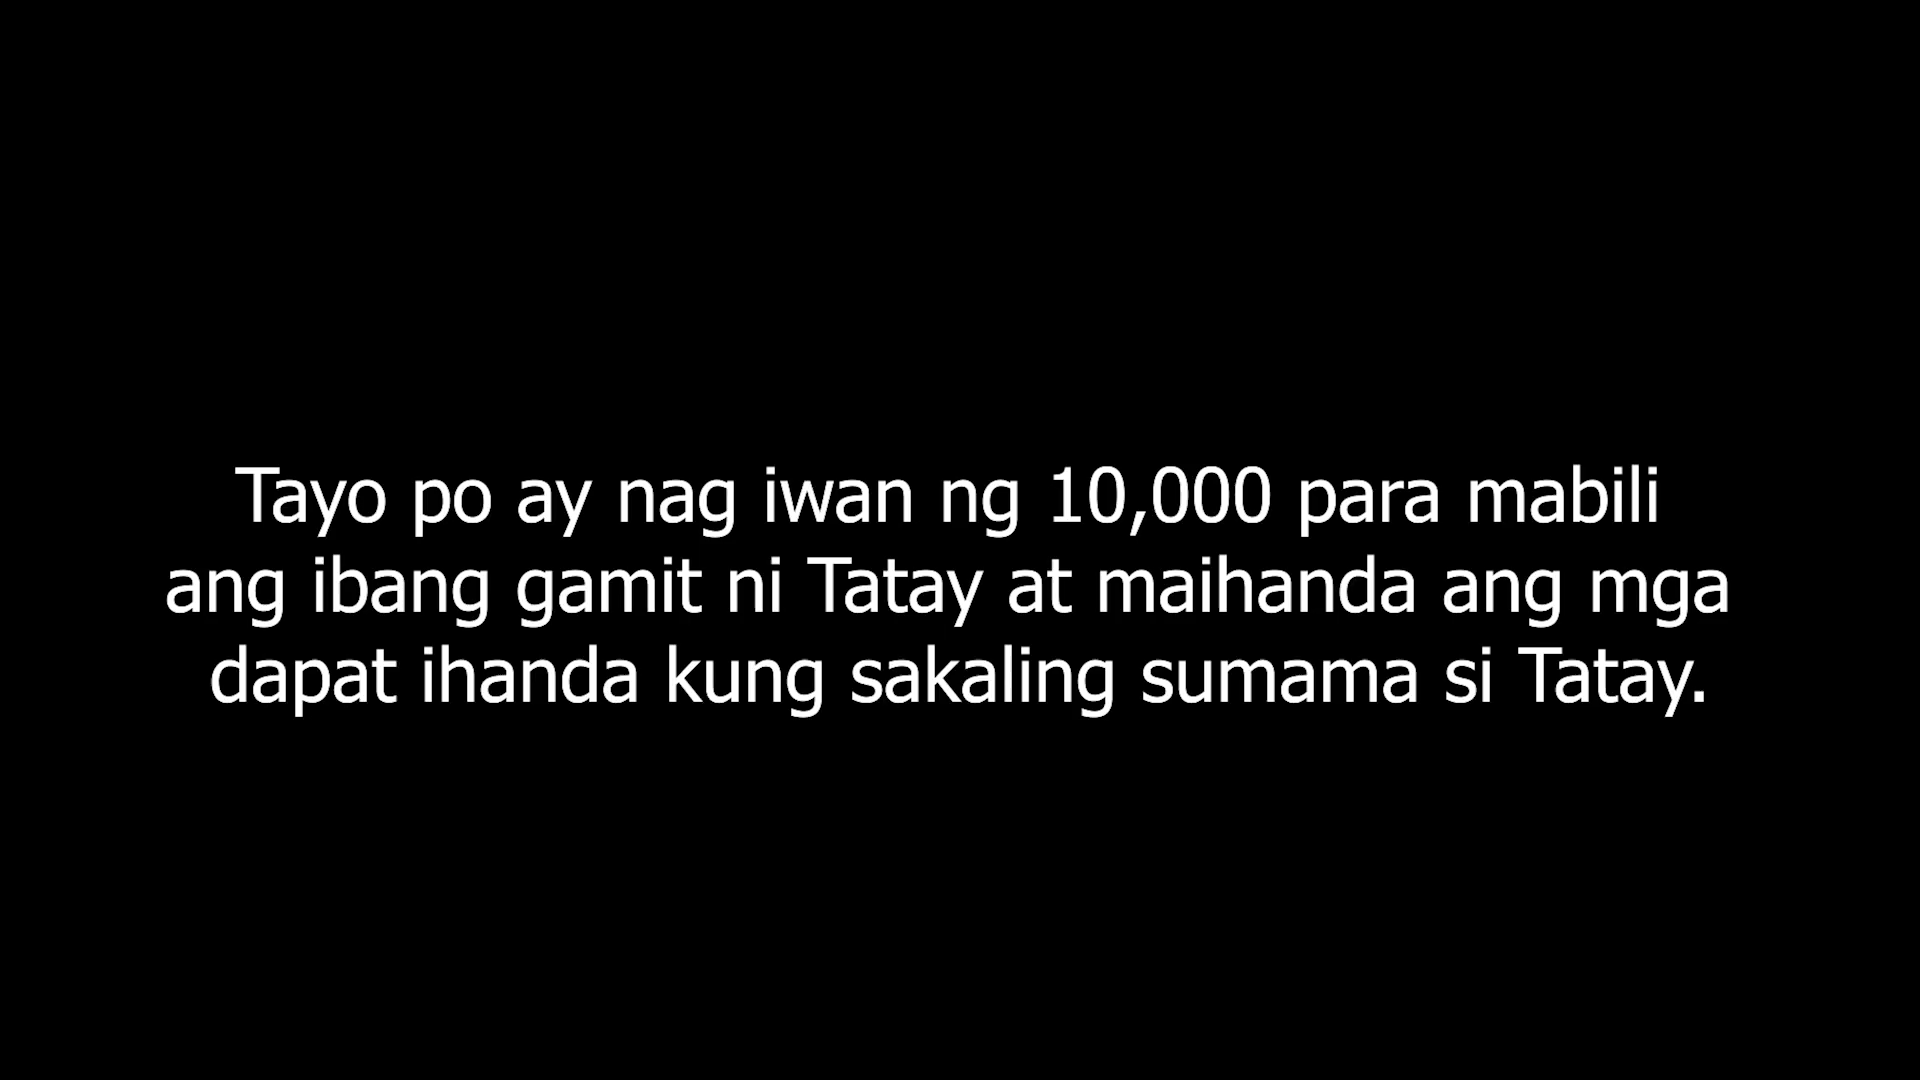 Tayo po ay nag iwan ng 10,000 para mabili
ang ibang gamit ni Tatay at maihanda ang mga
dapat ihanda kung sakaling sumama si Tatay.